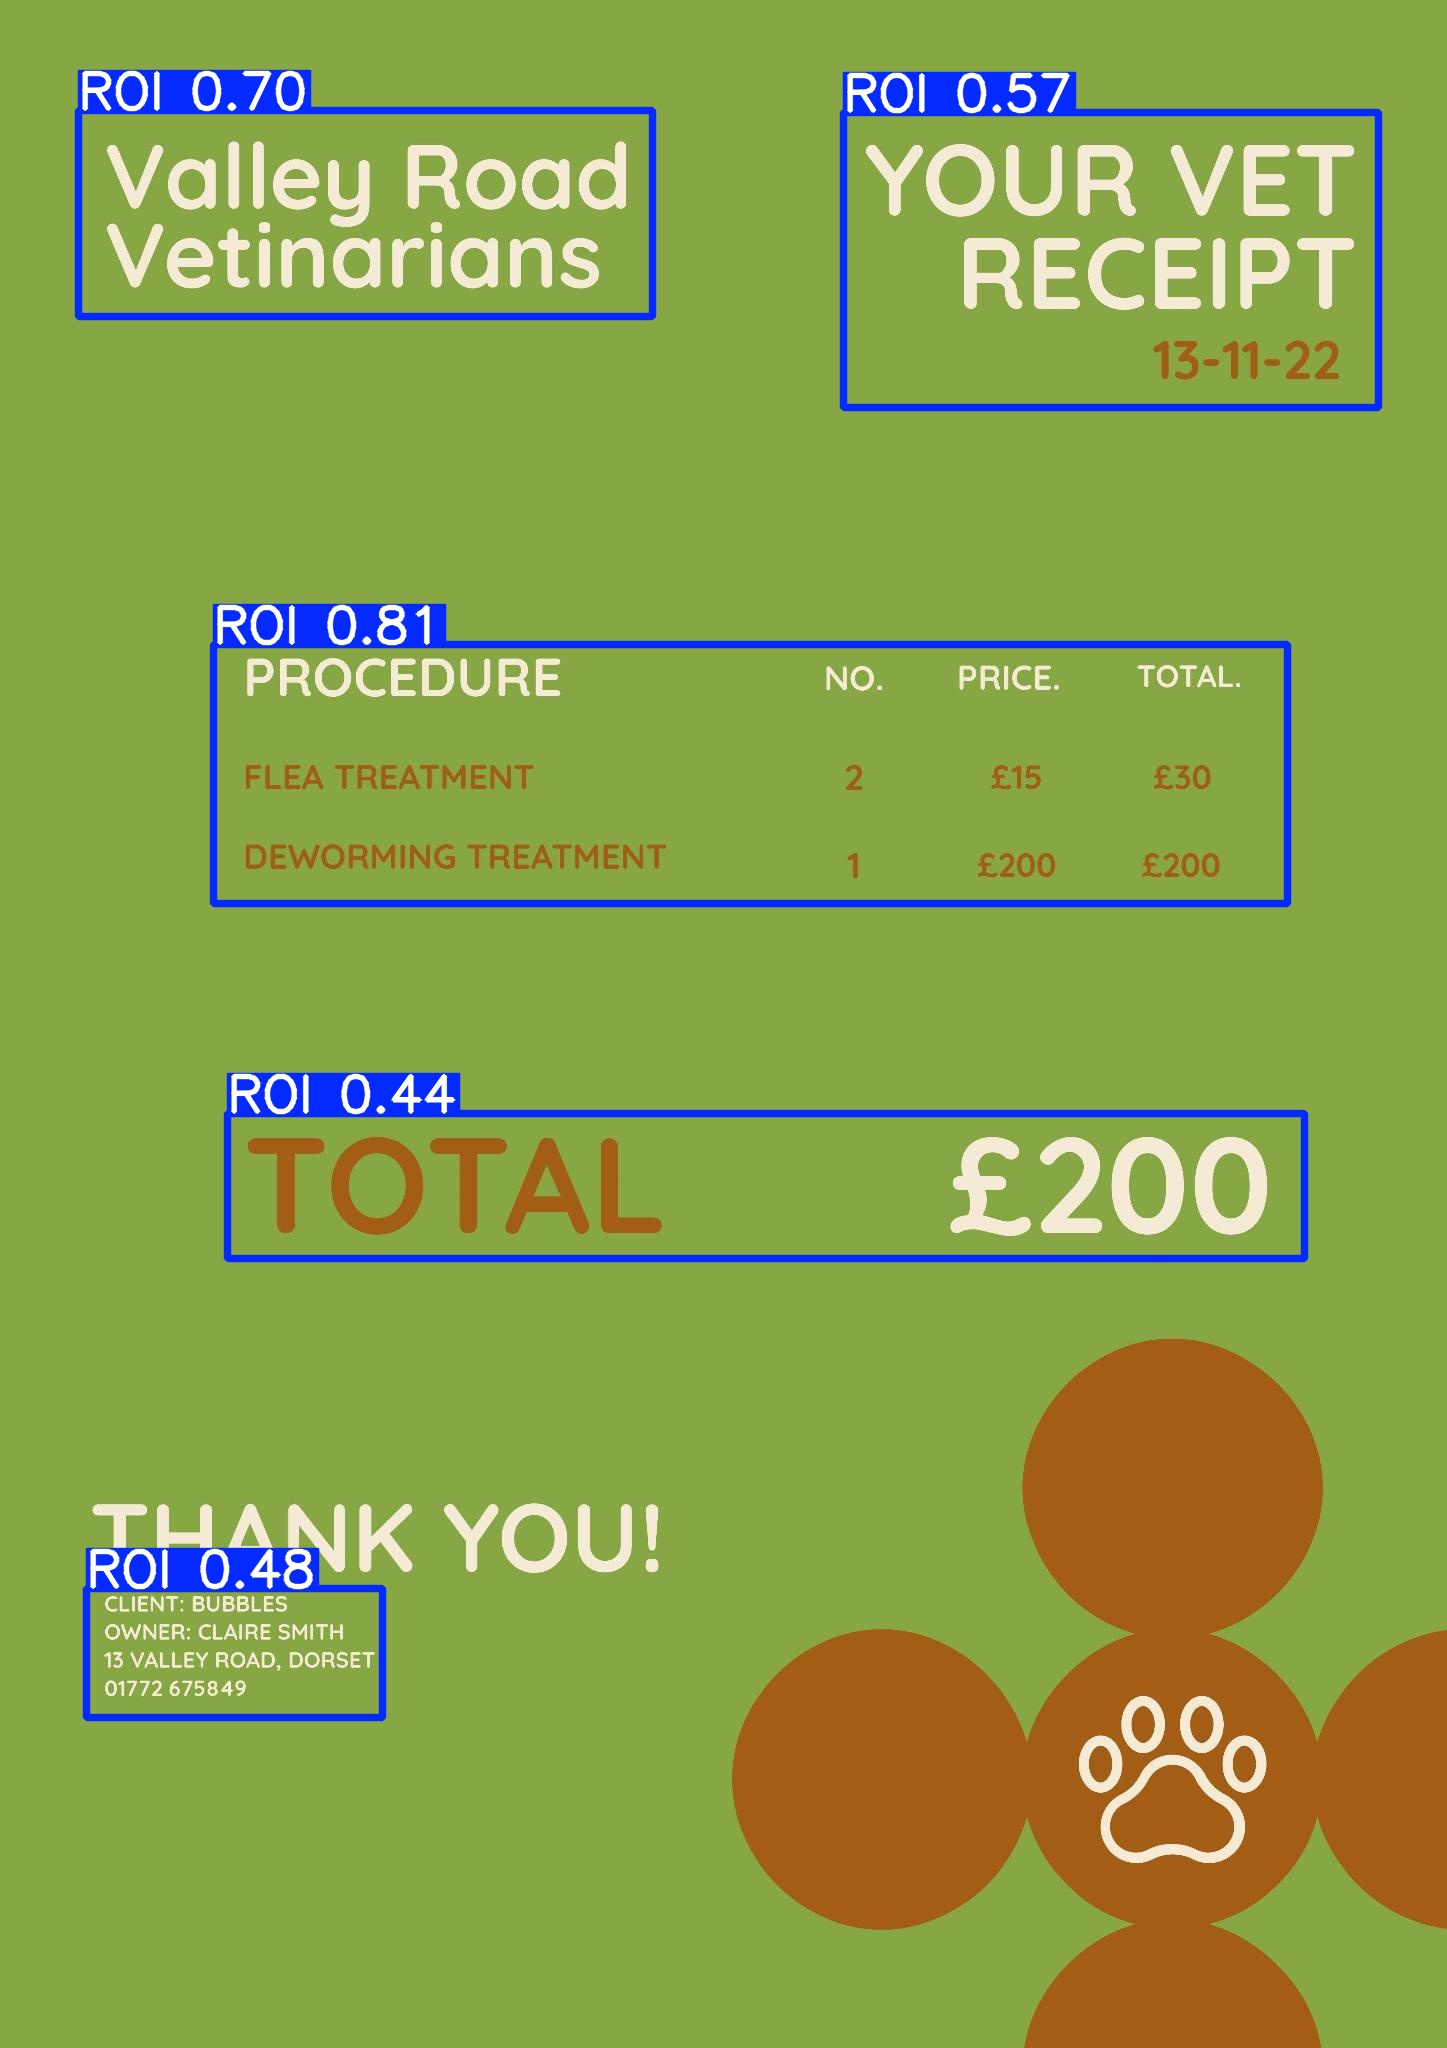 ROI 0.70
Valley Road
Vetinarians
ROI 0.57
YOUR VET
RECEIPT
13-11-22
ROI 0.81
PROCEDURE NO. PRICE. TOTAL.
FLEA TREATMENT 2 £15 £30
DEWORMING TREATMENT 1 £200 £200
ROI 0.44
TOTAL £200
THANK YOU!
ROI 0.48
CLIENT: BUBBLES
OWNER: CLAIRE SMITH
13 VALLEY ROAD, DORSET
01772 675849